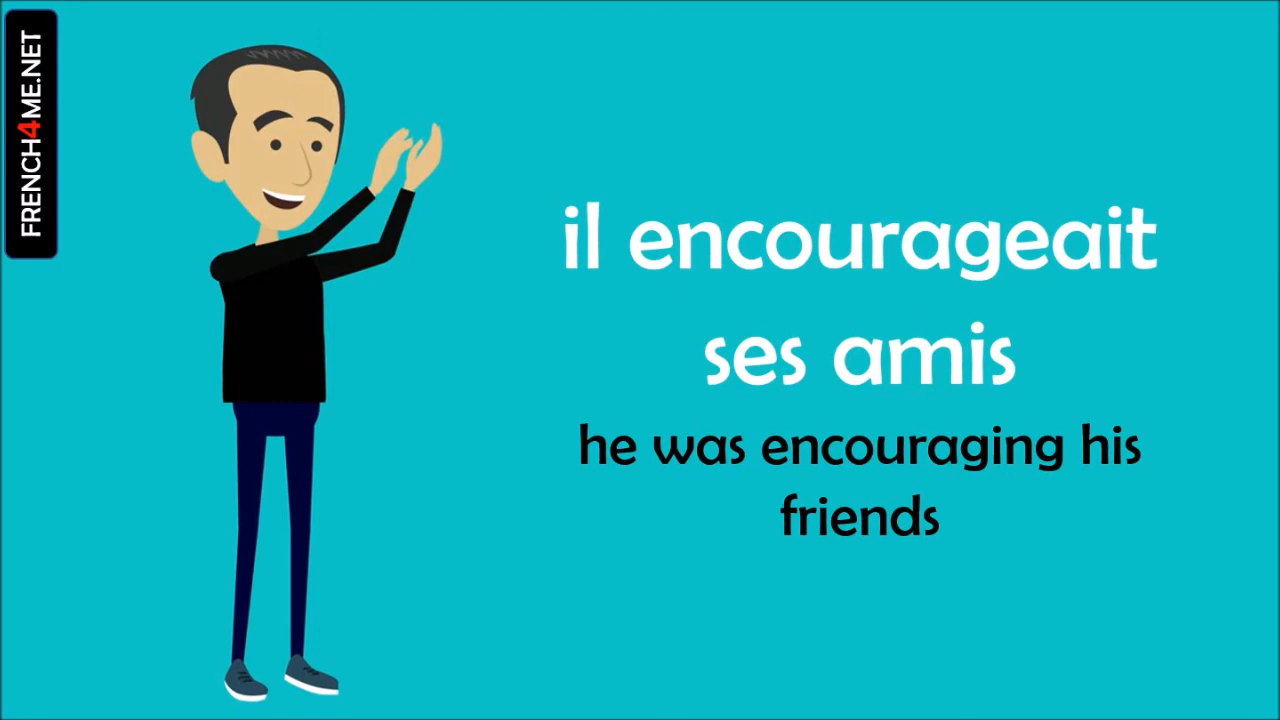 FRENCH4ME.NET
il encourageait
ses amis
he was encouraging his
friends